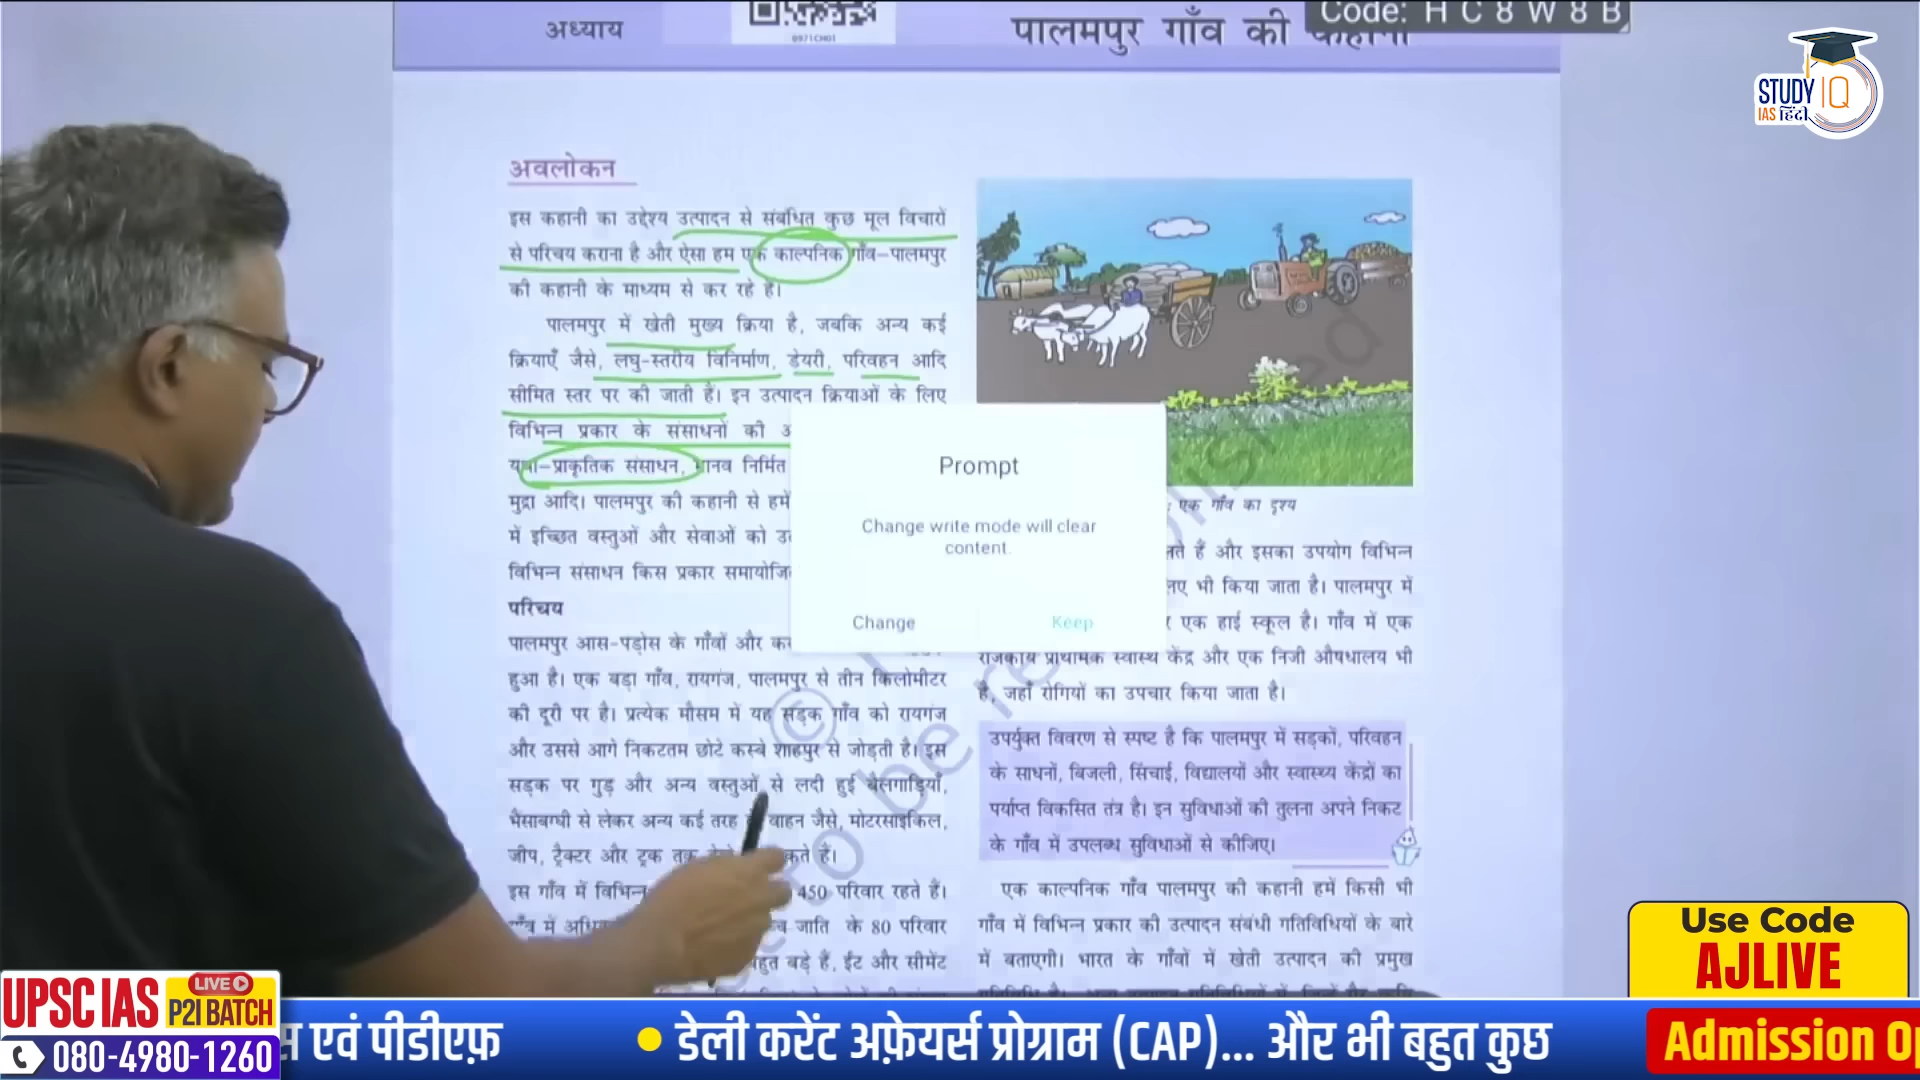 अध्याय
0971CH01
पालमपुर गाँव की कहानी
Code: H C 8 W 8 B
STUDY IQ
IAS हिंदी
अवलोकन
इस कहानी का उद्देश्य उत्पादन से संबंधित कुछ मूल विचारों
से परिचय कराना है और ऐसा हम एक काल्पनिक गाँव–पालमपुर
की कहानी के माध्यम से कर रहे हैं।
पालमपुर में खेती मुख्य क्रिया है, जबकि अन्य कई
क्रियाएँ जैसे, लघु-स्तरीय विनिर्माण, डेयरी, परिवहन आदि
सीमित स्तर पर की जाती हैं। इन उत्पादन क्रियाओं के लिए
विभिन्न प्रकार के संसाधनों की
यथा–प्राकृतिक संसाधन, मानव निर्मित
मुद्रा आदि। पालमपुर की कहानी से हमें
में इच्छित वस्तुओं और सेवाओं को
विभिन्न संसाधन किस प्रकार
परिचय
पालमपुर आस-पड़ोस के गाँवों और
हुआ है। एक बड़ा गाँव, रायगंज, पालमपुर से तीन किलोमीटर
की दूरी पर है। प्रत्येक मौसम में यह सड़क गाँव को रायगंज
और उससे आगे निकटतम छोटे कस्बे शाहपुर से जोड़ती है। इस
सड़क पर गुड़ और अन्य वस्तुओं से लदी हुई बैलगाड़ियाँ,
भैंसाबग्घी से लेकर अन्य कई तरह वाहन जैसे, मोटरसाइकिल,
जीप, ट्रैक्टर और ट्रक तक
इस गाँव में विभिन्न 450 परिवार रहते हैं।
गाँव में जाति के 80 परिवार
बहुत बड़े हैं, ईंट और सीमेंट
Prompt
Change write mode will clear
content.
Change Keep
एक गाँव का दृश्य
हैं और इसका उपयोग विभिन्न
भी किया जाता है। पालमपुर में
एक हाई स्कूल है। गाँव में एक
राजकीय प्राथमिक स्वास्थ्य केंद्र और एक निजी औषधालय भी
है, जहाँ रोगियों का उपचार किया जाता है।
उपर्युक्त विवरण से स्पष्ट है कि पालमपुर में सड़कों, परिवहन
के साधनों, बिजली, सिंचाई, विद्यालयों और स्वास्थ्य केंद्रों का
पर्याप्त विकसित तंत्र है। इन सुविधाओं की तुलना अपने निकट
के गाँव में उपलब्ध सुविधाओं से कीजिए।
एक काल्पनिक गाँव पालमपुर की कहानी हमें किसी भी
गाँव में विभिन्न प्रकार की उत्पादन संबंधी गतिविधियों के बारे
में बताएगी। भारत के गाँवों में खेती उत्पादन की प्रमुख
to be
Use Code
AJLIVE
UPSC IAS
LIVE
P2I BATCH
080-4980-1260
एवं पीडीएफ़
डेली करेंट अफ़ेयर्स प्रोग्राम (CAP)... और भी बहुत कुछ
Admission